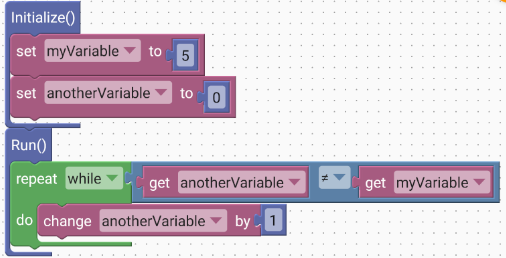 Initialize()
set myVariable to 5
set anotherVariable to 0
Run()
repeat while get anotherVariable ≠ get myVariable
do change anotherVariable by 1